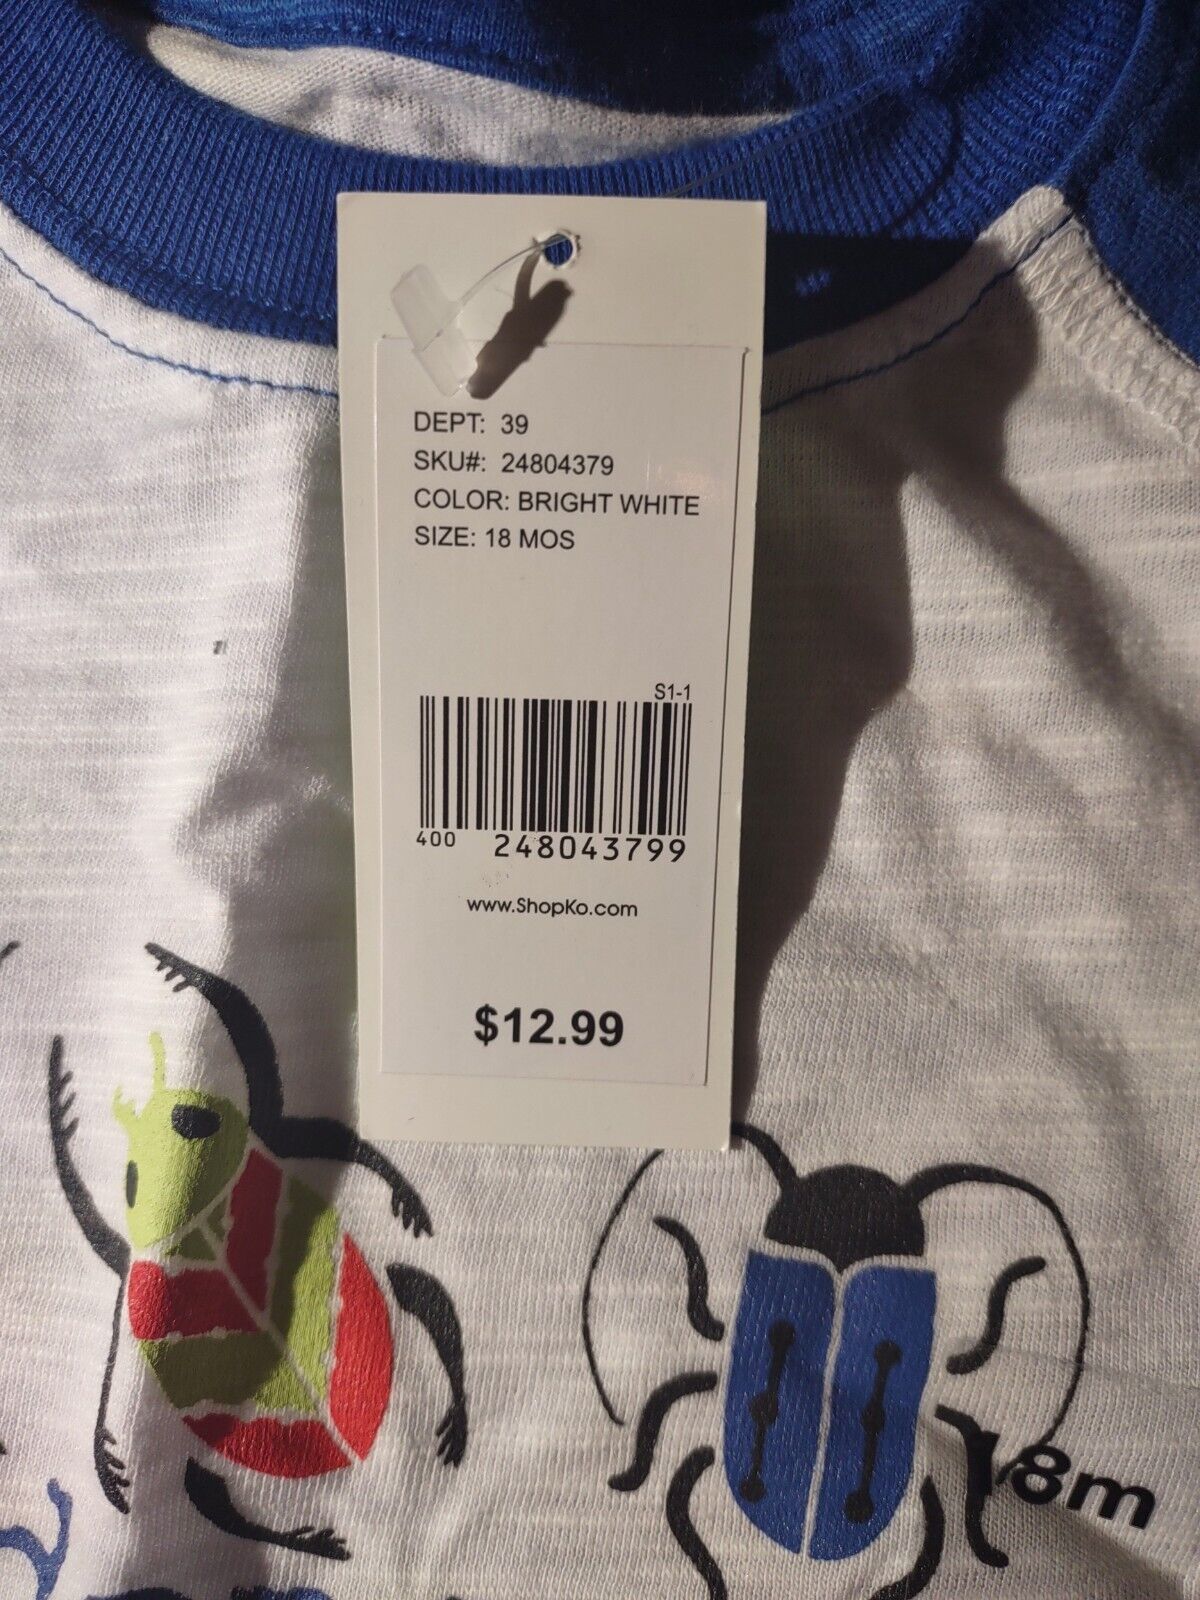 DEPT: 39
SKU#: 24804379
COLOR: BRIGHT WHITE
SIZE: 18 MOS
S1-1
400 248043799
www.ShopKo.com
$12.99
18m